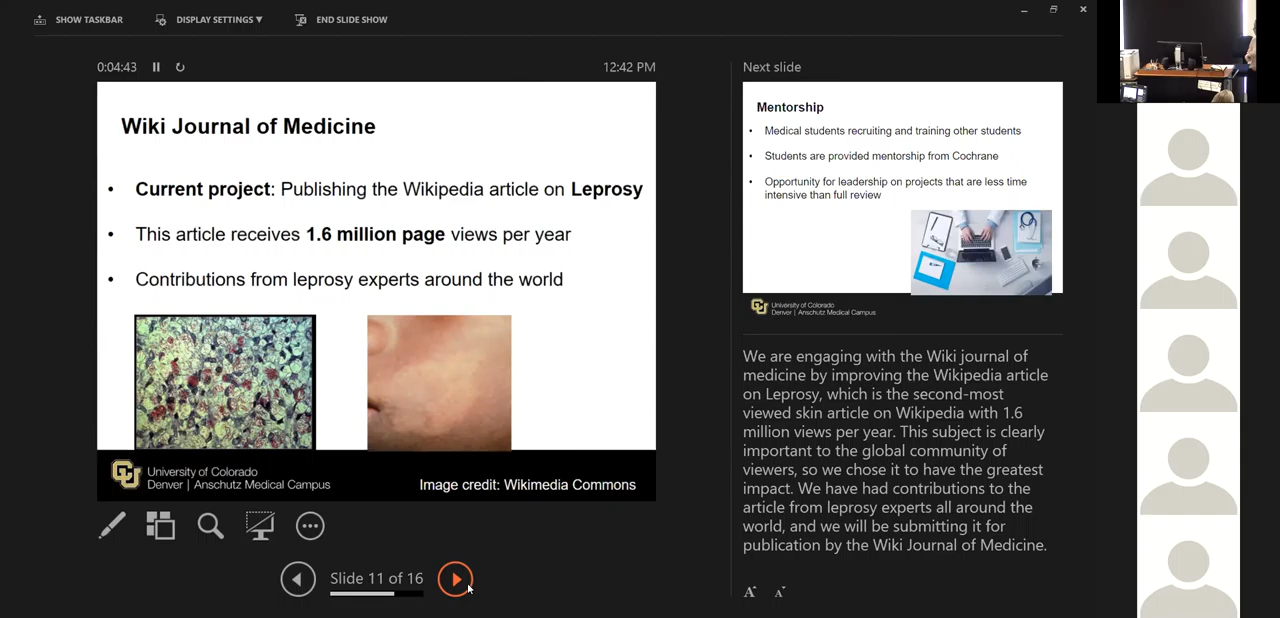 SHOW TASKBAR
DISPLAY SETTINGS ▼
END SLIDE SHOW
0:04:43
12:42 PM
Wiki Journal of Medicine
• Current project: Publishing the Wikipedia article on Leprosy
• This article receives 1.6 million page views per year
• Contributions from leprosy experts around the world
University of Colorado
Denver | Anschutz Medical Campus
Image credit: Wikimedia Commons
Slide 11 of 16
Next slide
Mentorship
• Medical students recruiting and training other students
• Students are provided mentorship from Cochrane
• Opportunity for leadership on projects that are less time
intensive than full review
University of Colorado
Denver | Anschutz Medical Campus
We are engaging with the Wiki journal of
medicine by improving the Wikipedia article
on Leprosy, which is the second-most
viewed skin article on Wikipedia with 1.6
million views per year. This subject is clearly
important to the global community of
viewers, so we chose it to have the greatest
impact. We have had contributions to the
article from leprosy experts all around the
world, and we will be submitting it for
publication by the Wiki Journal of Medicine.
A A